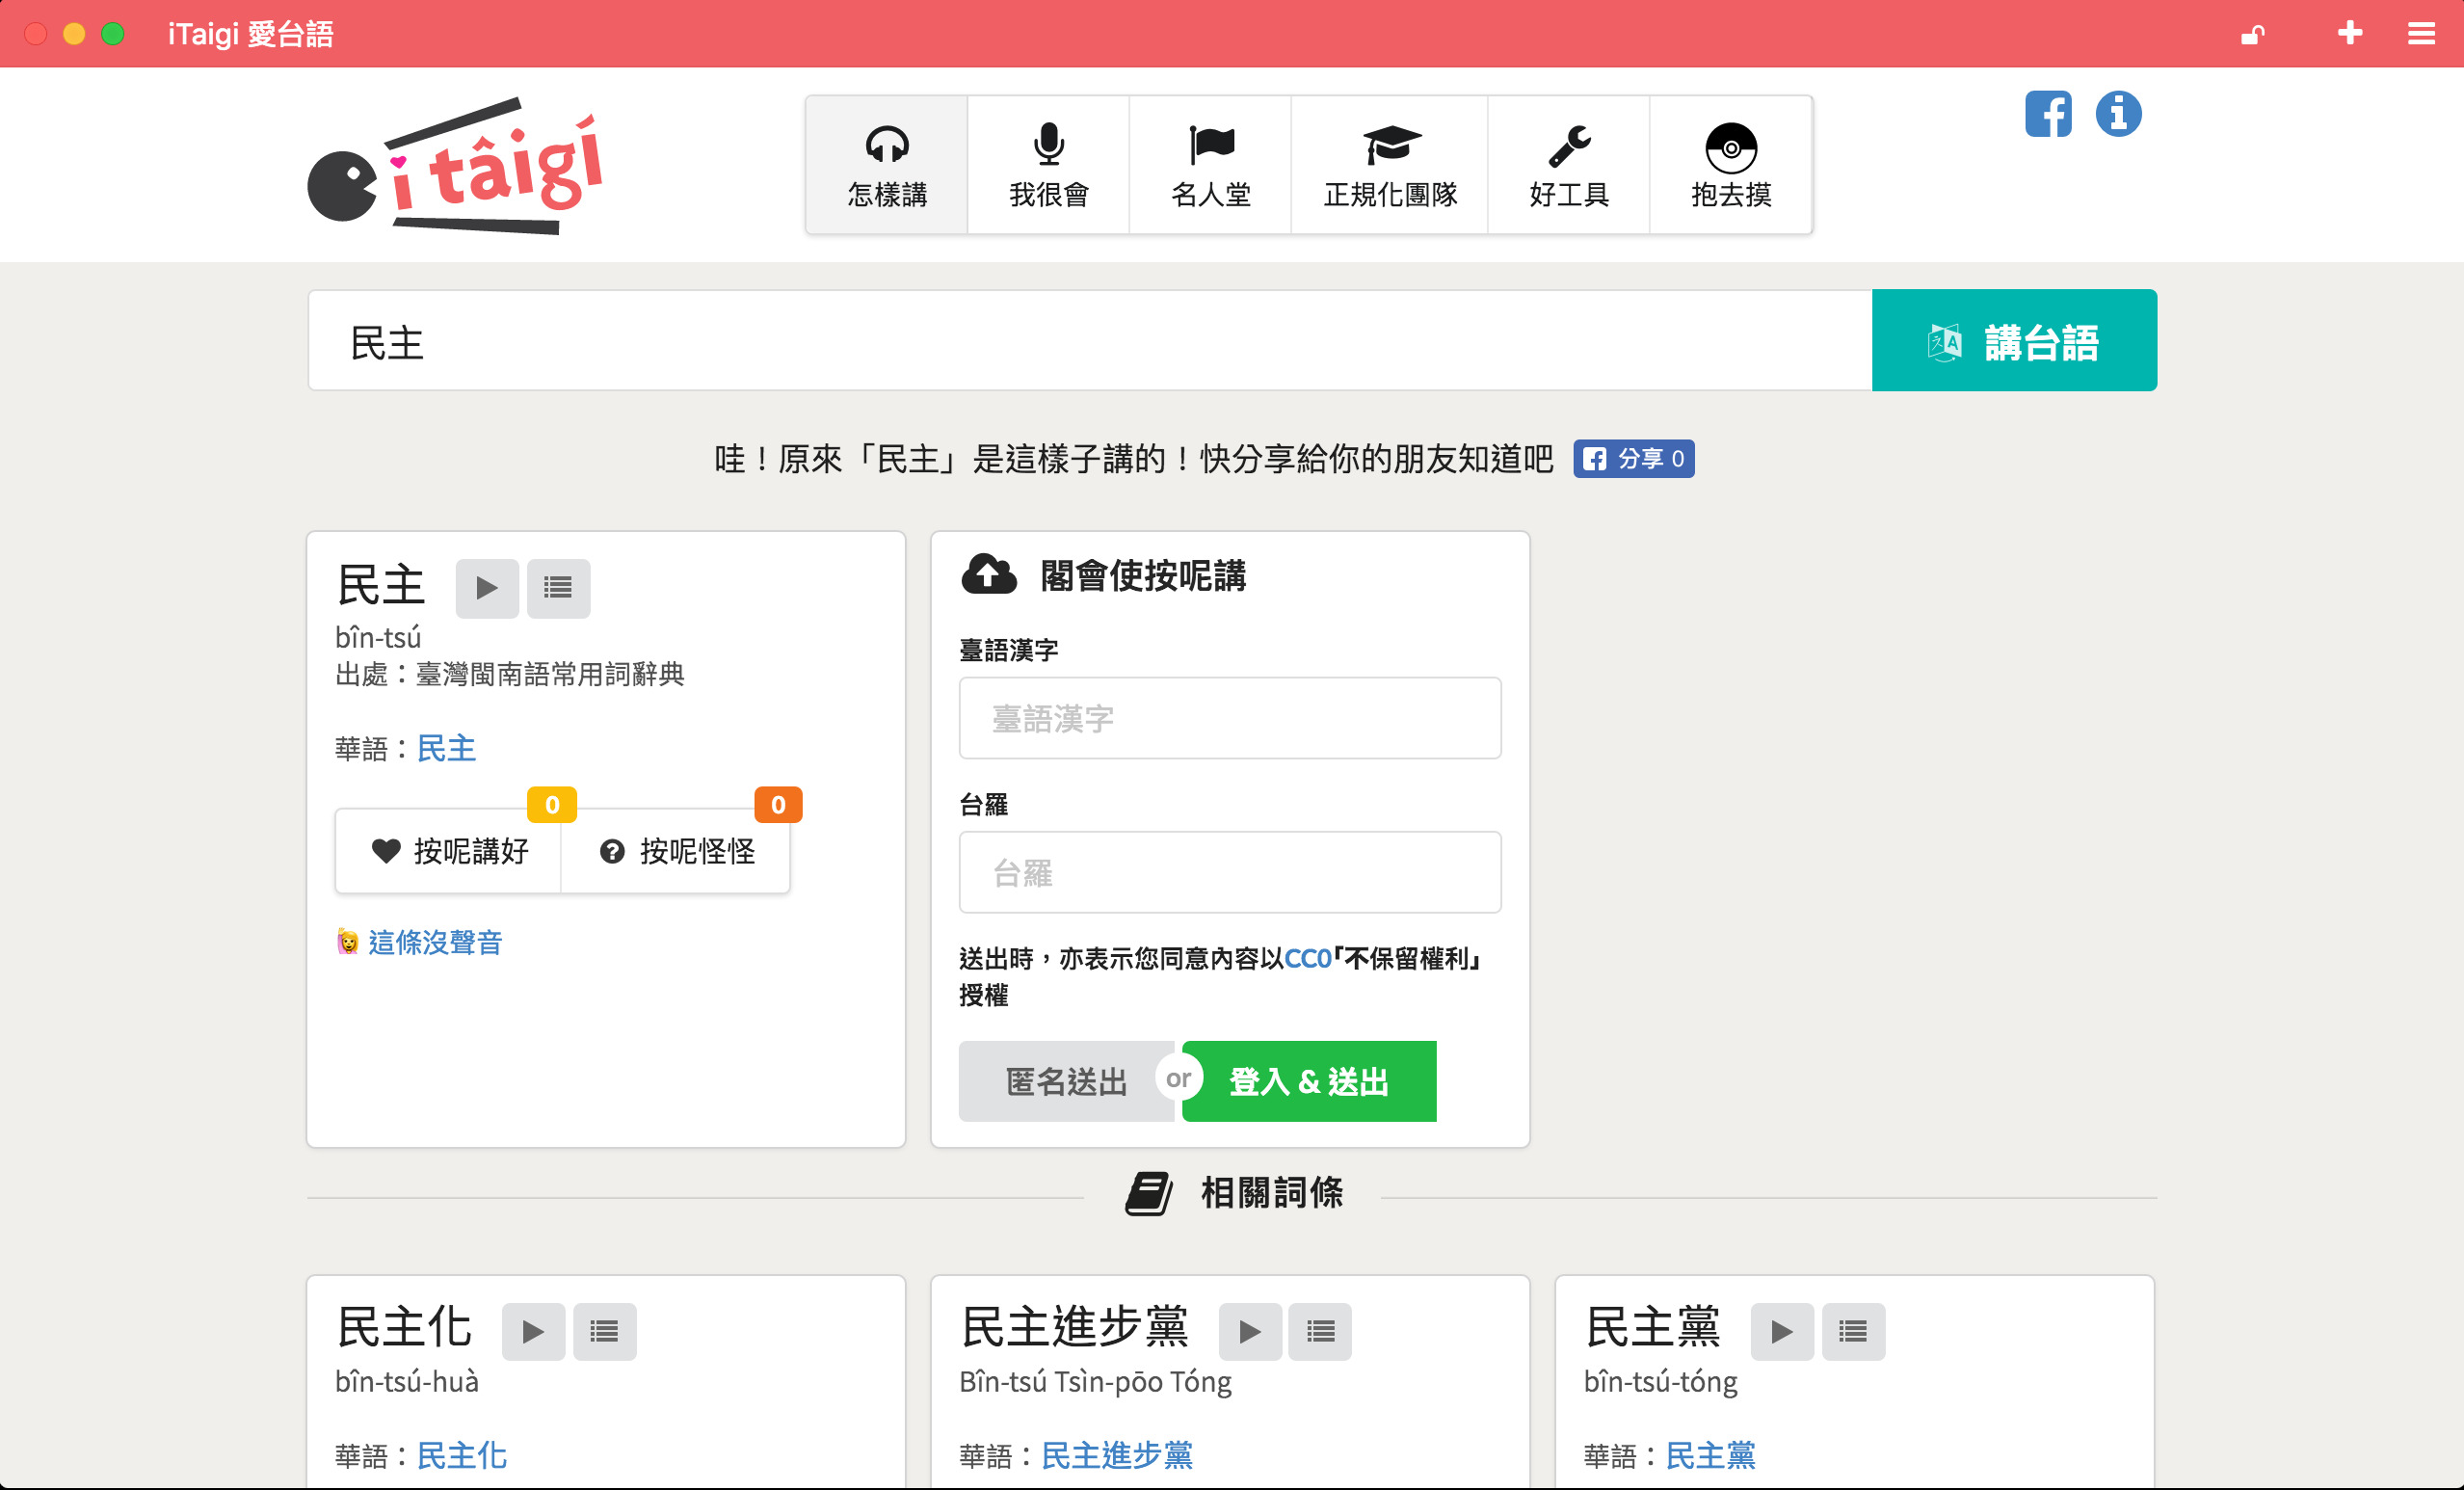 iTaigi 愛台語
i tâigí
怎樣講
我很會
名人堂
正規化團隊
好工具
抱去摸
民主
講台語
哇！原來「民主」是這樣子講的！快分享給你的朋友知道吧
分享 0
民主
bîn-tsú
出處：臺灣閩南語常用詞辭典
華語：民主
0
0
按呢講好
按呢怪怪
這條沒聲音
閣會使按呢講
臺語漢字
臺語漢字
台羅
台羅
送出時，亦表示您同意內容以CC0「不保留權利」
授權
匿名送出
or
登入 & 送出
相關詞條
民主化
bîn-tsú-huà
華語：民主化
民主進步黨
Bîn-tsú Tsìn-pōo Tóng
華語：民主進步黨
民主黨
bîn-tsú-tóng
華語：民主黨